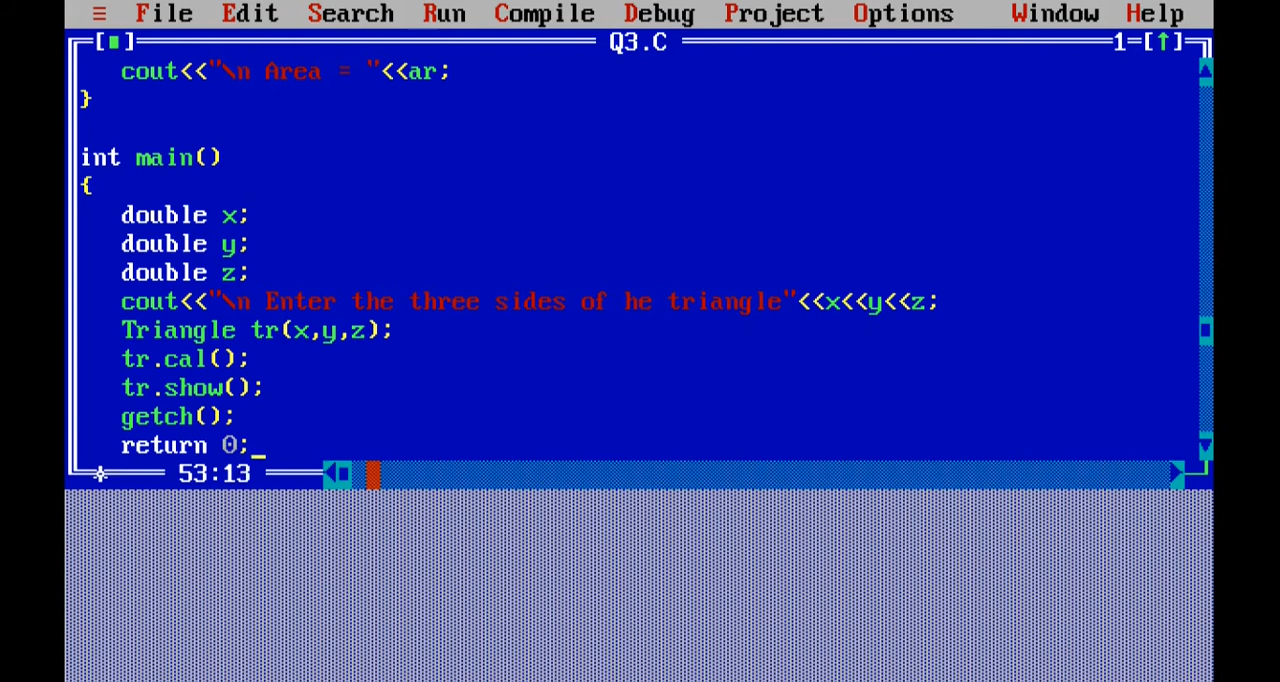 ≡ File Edit Search Run Compile Debug Project Options Window Help
[■] Q3.C 1=[↑]
cout<<"\n Area = "<<ar;
}
int main()
{
double x;
double y;
double z;
cout<<"\n Enter the three sides of he triangle"<<x<<y<<z;
Triangle tr(x,y,z);
tr.cal();
tr.show();
getch();
return 0;_
53:13